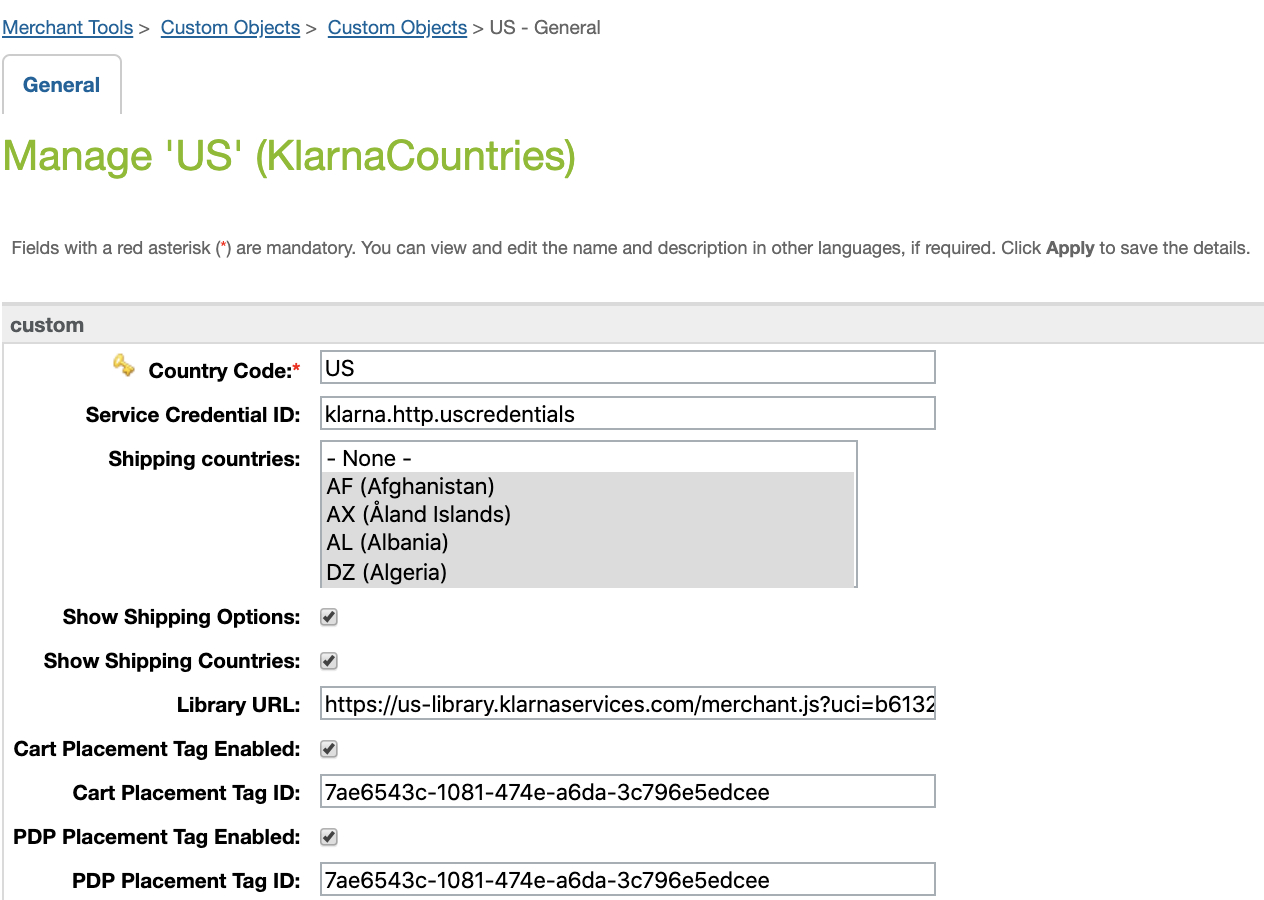 Merchant Tools > Custom Objects > Custom Objects > US - General
General
Manage 'US' (KlarnaCountries)
Fields with a red asterisk (*) are mandatory. You can view and edit the name and description in other languages, if required. Click Apply to save the details.
custom
Country Code:* US
Service Credential ID: klarna.http.uscredentials
Shipping countries: - None -
AF (Afghanistan)
AX (Åland Islands)
AL (Albania)
DZ (Algeria)
Show Shipping Options:
Show Shipping Countries:
Library URL: https://us-library.klarnaservices.com/merchant.js?uci=b6132
Cart Placement Tag Enabled:
Cart Placement Tag ID: 7ae6543c-1081-474e-a6da-3c796e5edcee
PDP Placement Tag Enabled:
PDP Placement Tag ID: 7ae6543c-1081-474e-a6da-3c796e5edcee